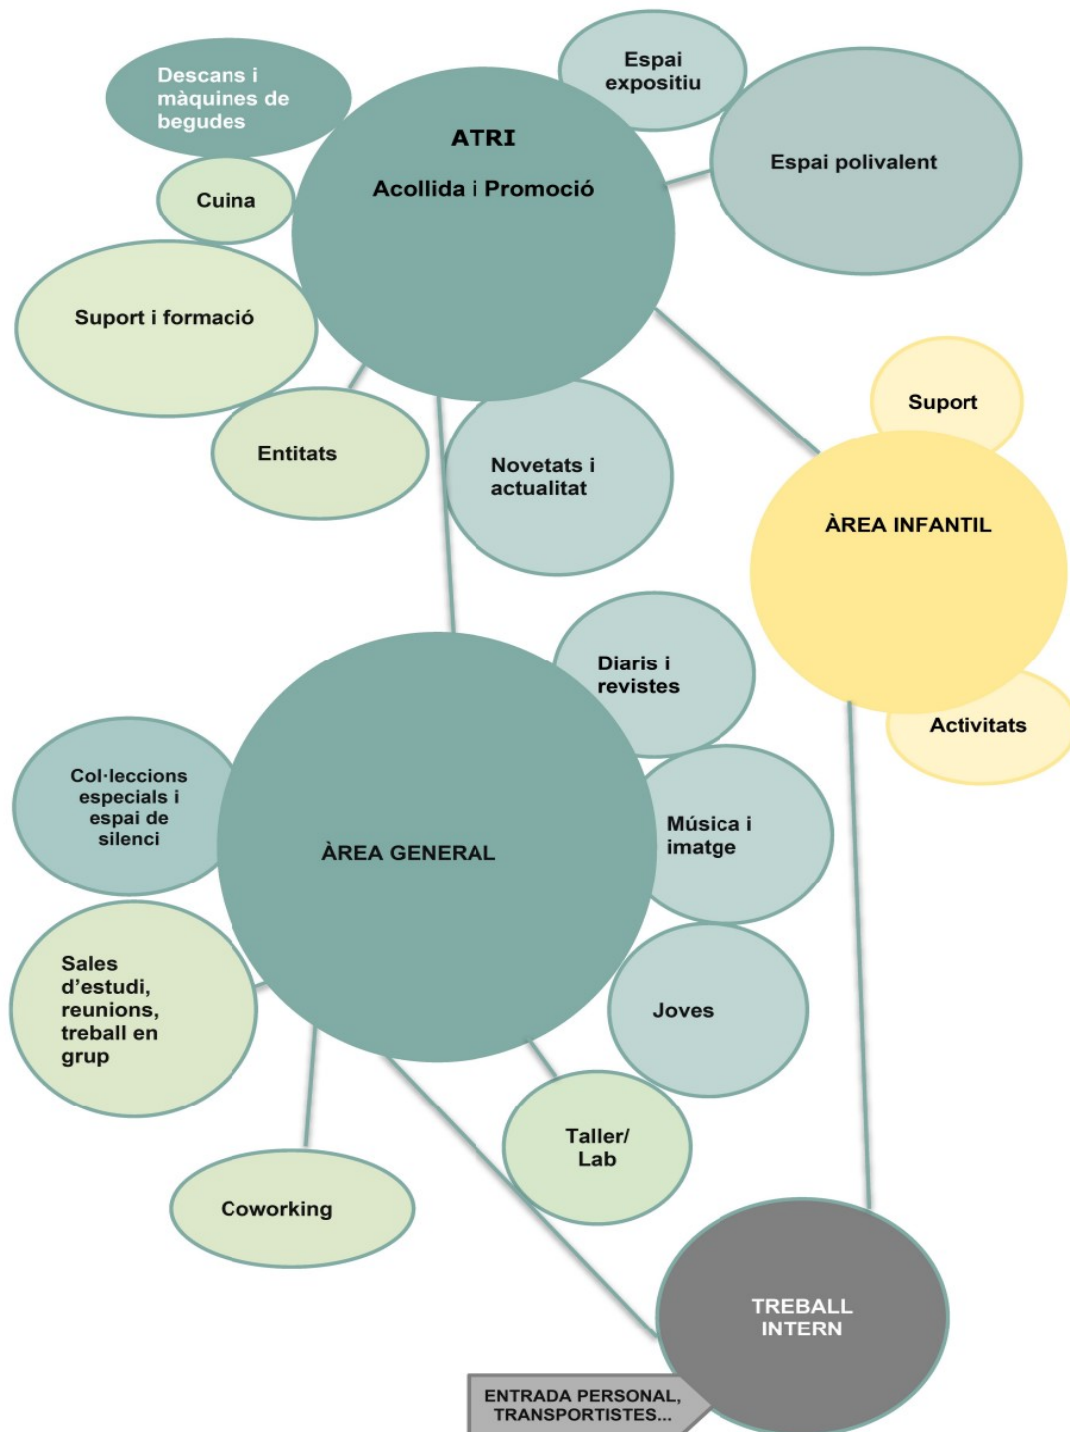 Descans i
màquines de
begudes
Espai
expositiu
ATRI
Acollida i Promoció
Espai polivalent
Cuina
Suport i formació
Suport
Entitats
Novetats i
actualitat
ÀREA INFANTIL
Diaris i
revistes
Activitats
Col·leccions
especials i
espai de
silenci
Música i
imatge
ÀREA GENERAL
Sales
d’estudi,
reunions,
treball en
grup
Joves
Taller/
Lab
Coworking
TREBALL
INTERN
ENTRADA PERSONAL,
TRANSPORTISTES...